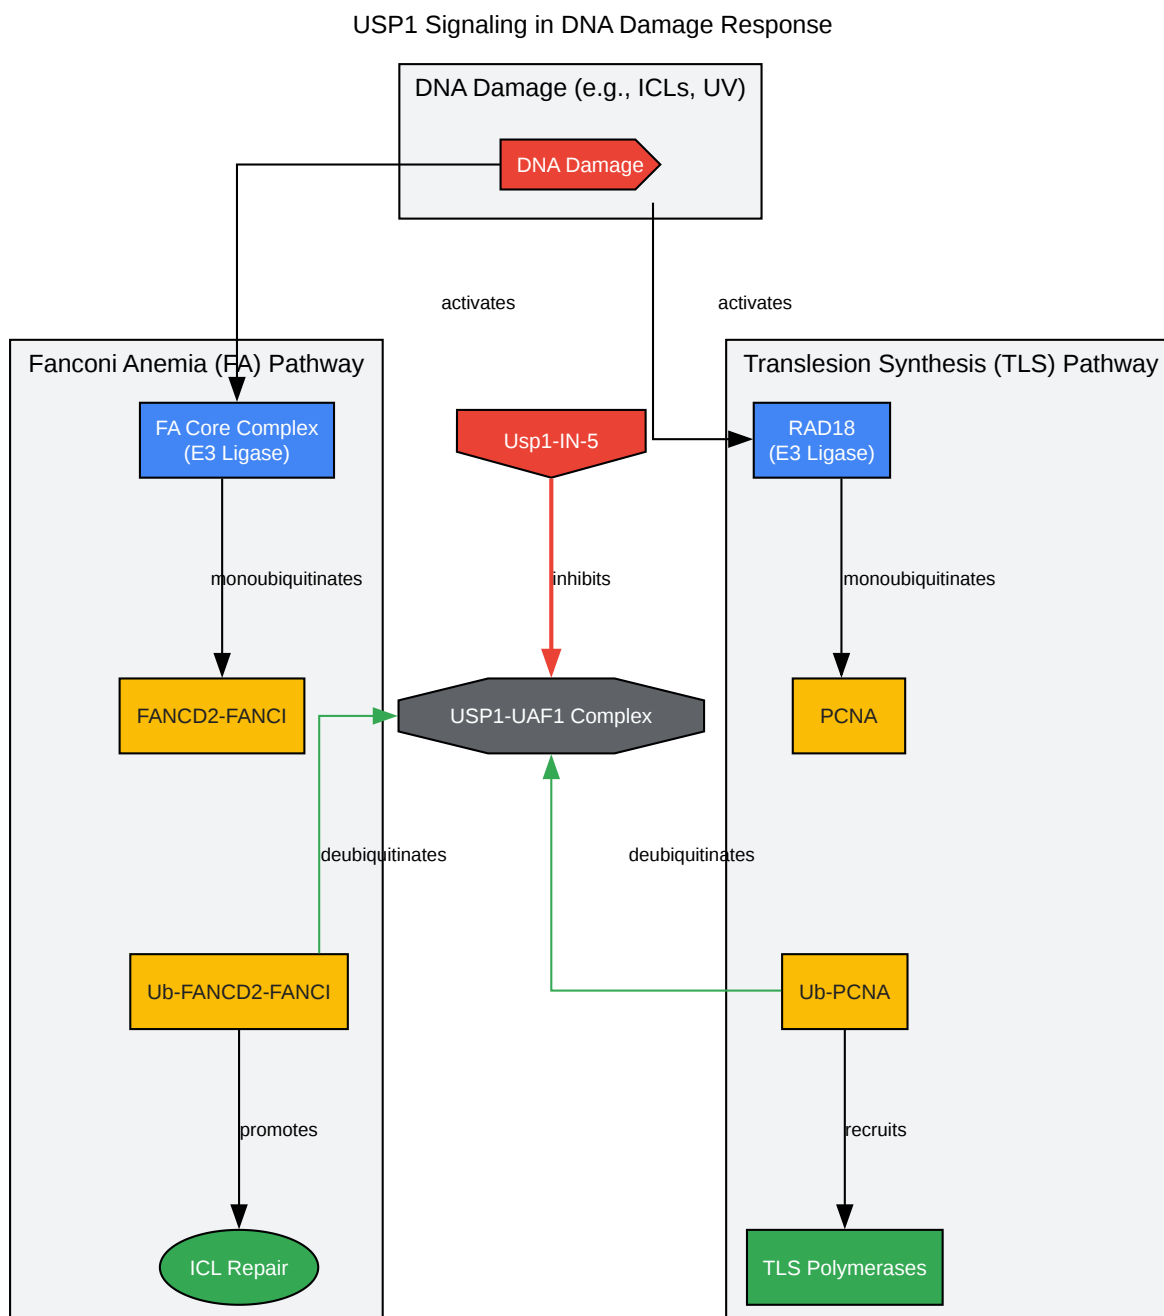 USP1 Signaling in DNA Damage Response
DNA Damage (e.g., ICLs, UV)
DNA Damage
activates
activates
Fanconi Anemia (FA) Pathway
Translesion Synthesis (TLS) Pathway
FA Core Complex
(E3 Ligase)
Usp1-IN-5
RAD18
(E3 Ligase)
monoubiquitinates
inhibits
monoubiquitinates
FANCD2-FANCI
USP1-UAF1 Complex
PCNA
deubiquitinates
deubiquitinates
Ub-FANCD2-FANCI
Ub-PCNA
promotes
recruits
ICL Repair
TLS Polymerases